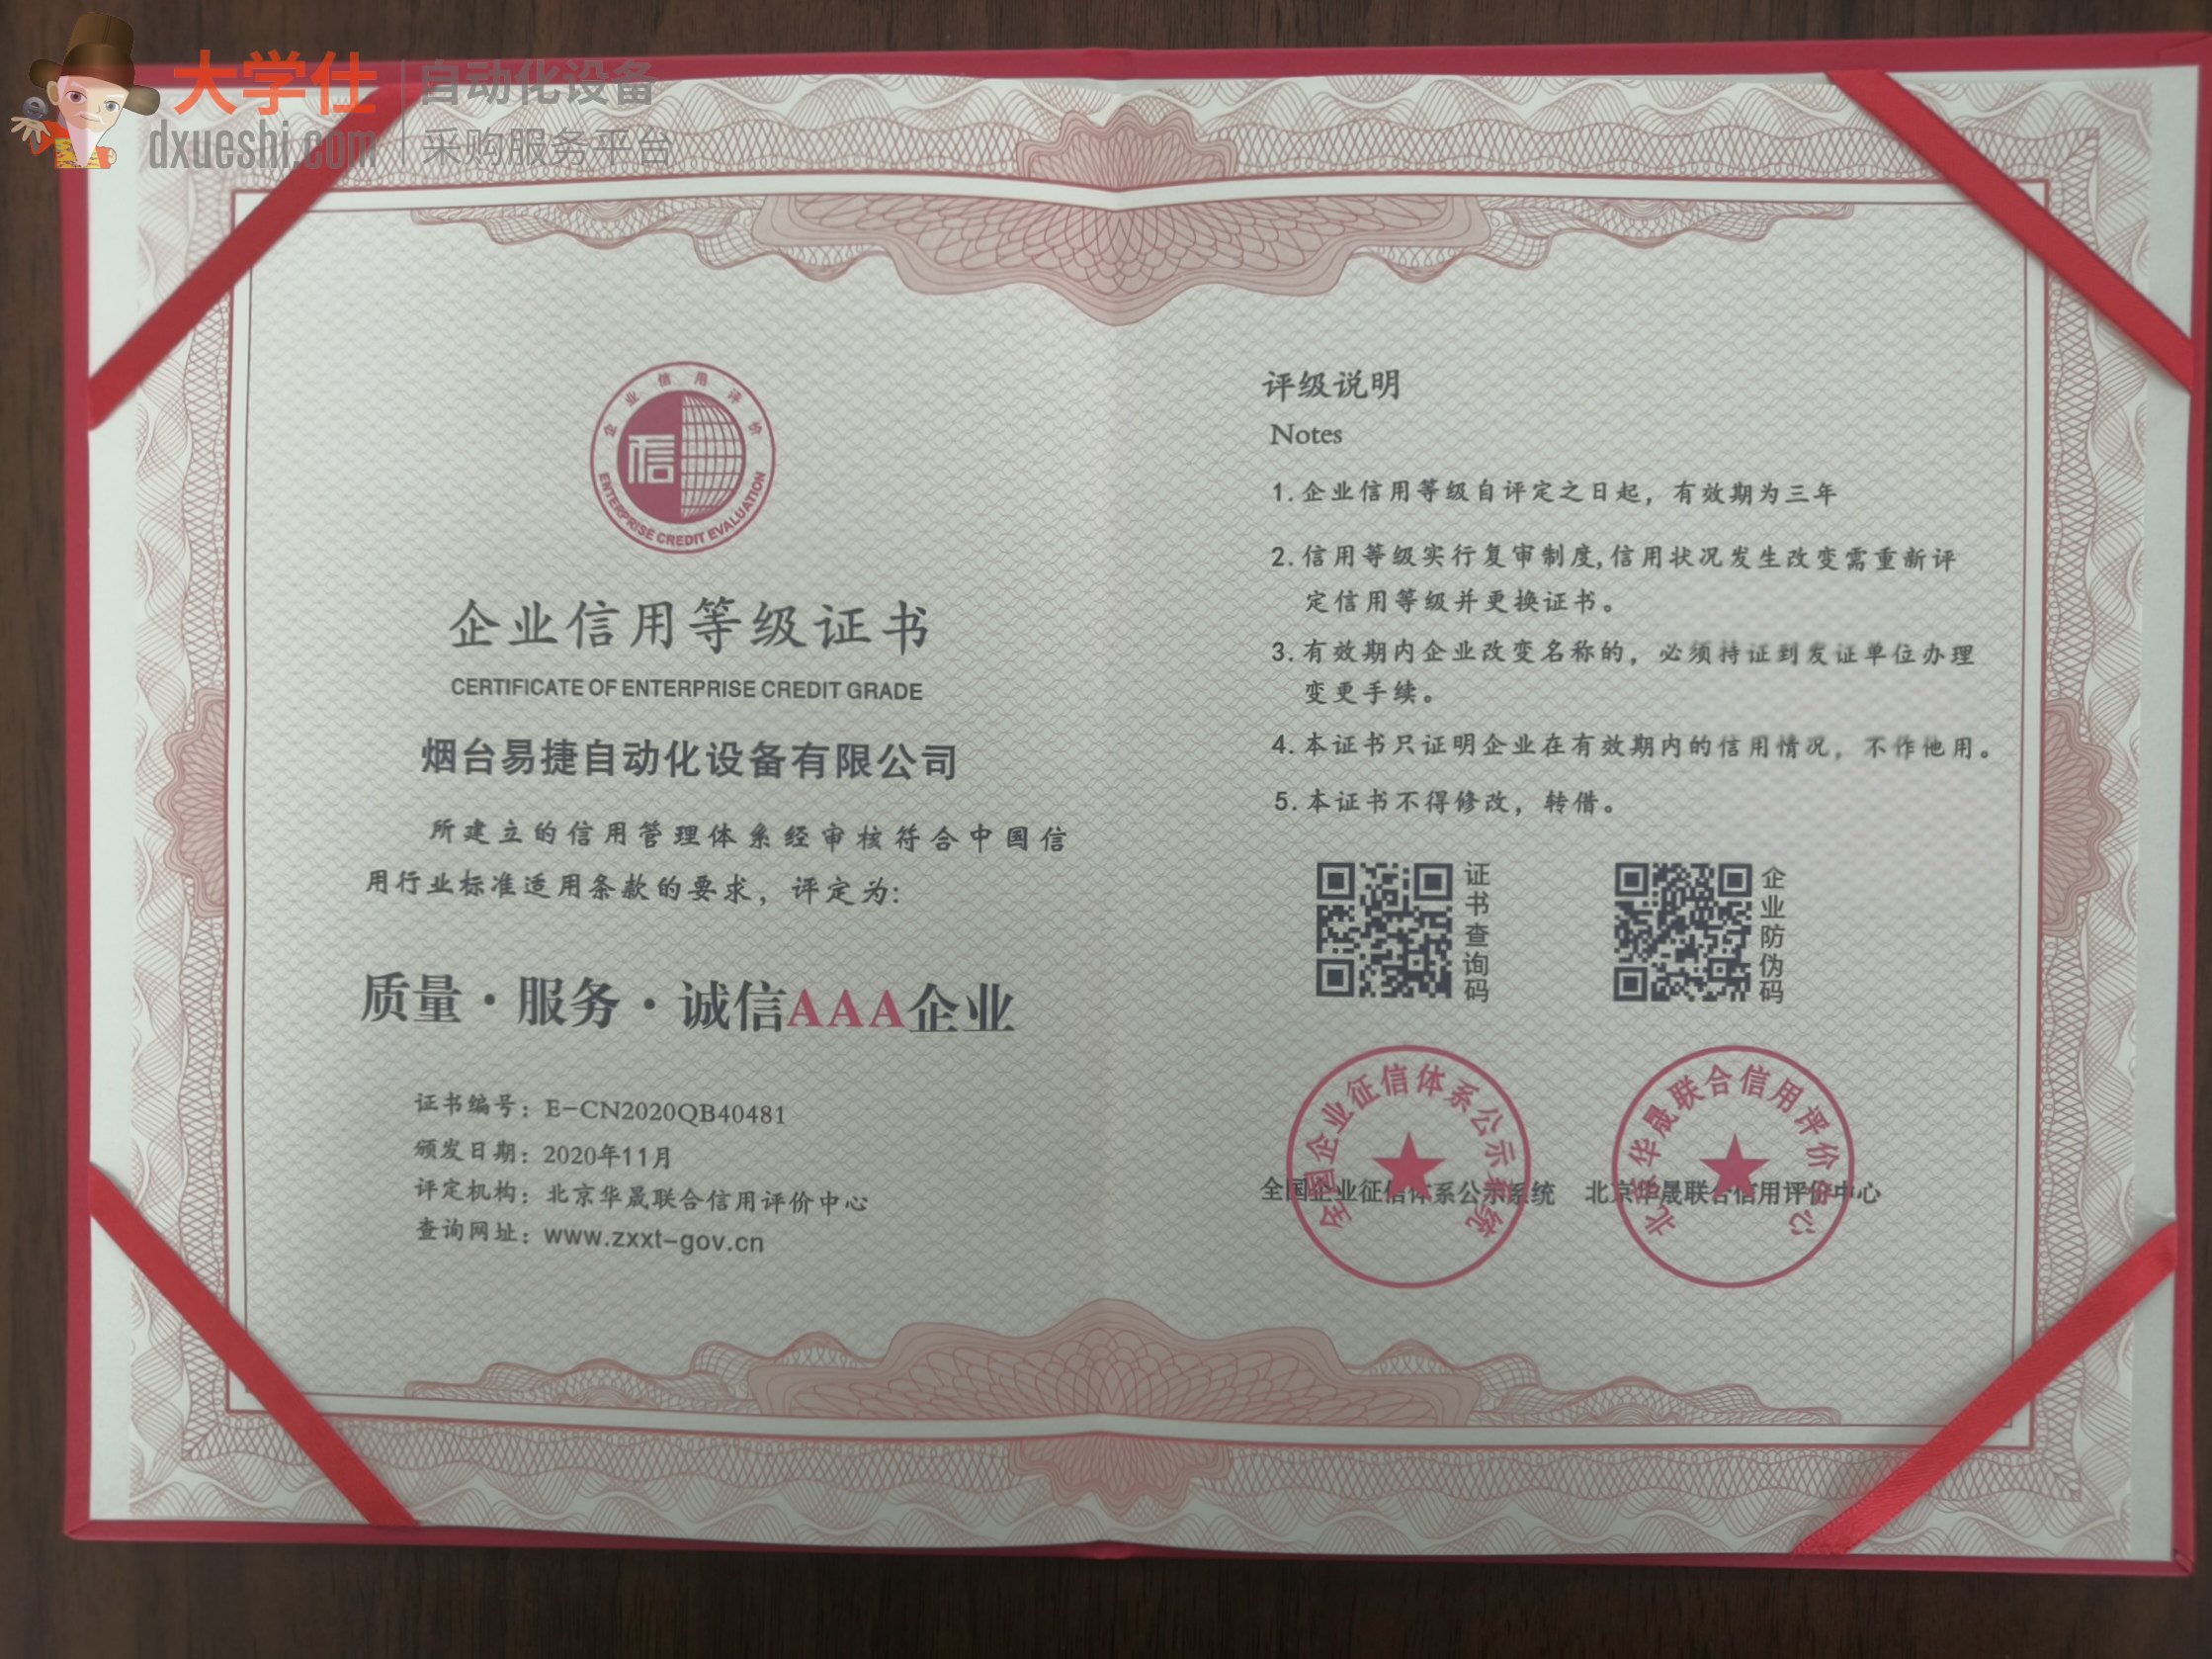 大学仕
dxueshi.com
自动化设备
采购服务平台
企业信用评价
信
ENTERPRISE CREDIT EVALUATION
企业信用等级证书
CERTIFICATE OF ENTERPRISE CREDIT GRADE
烟台易捷自动化设备有限公司
所建立的信用管理体系经审核符合中国信
用行业标准适用条款的要求，评定为:
质量·服务·诚信AAA企业
证书编号：E-CN2020QB40481
颁发日期：2020年11月
评定机构：北京华晟联合信用评价中心
查询网址：www.zxxt-gov.cn
评级说明
Notes
1.企业信用等级自评定之日起，有效期为三年
2.信用等级实行复审制度,信用状况发生改变需重新评
定信用等级并更换证书。
3.有效期内企业改变名称的，必须持证到发证单位办理
变更手续。
4.本证书只证明企业在有效期内的信用情况，不作他用。
5.本证书不得修改，转借。
证书查询码
企业防伪码
全国企业征信体系公示系统
全国企业征信体系公示系统
北京华晟联合信用评价中心
北京华晟联合信用评价中心